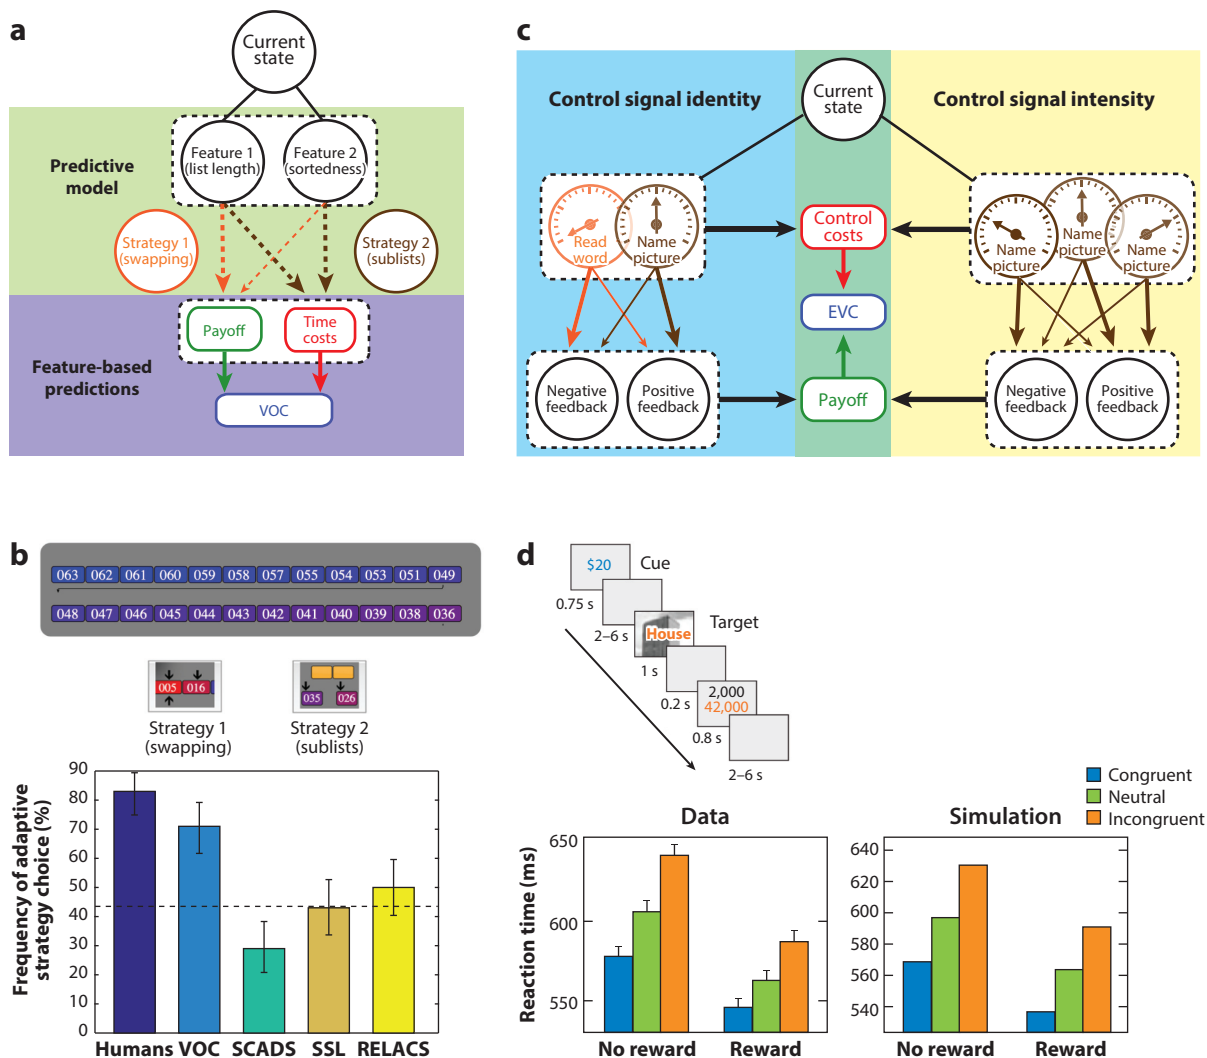 a
Current
state
Predictive
model
Feature 1
(list length)
Feature 2
(sortedness)
Strategy 1
(swapping)
Strategy 2
(sublists)
Feature-based
predictions
Payoff
Time
costs
VOC
c
Control signal identity
Current
state
Control signal intensity
Read
word
Name
picture
Control
costs
Name
picture
Name
picture
Name
picture
EVC
Negative
feedback
Positive
feedback
Payoff
Negative
feedback
Positive
feedback
b
063 062 061 060 059 058 057 055 054 053 051 049
048 047 046 045 044 043 042 041 040 039 038 036
005 016
035 026
Strategy 1
(swapping)
Strategy 2
(sublists)
Frequency of adaptive
strategy choice (%)
90
80
70
60
50
40
30
20
10
0
Humans VOC SCADS SSL RELACS
d
$20
Cue
0.75 s
2–6 s
House
Target
1 s
0.2 s
2,000
42,000
0.8 s
2–6 s
Congruent
Neutral
Incongruent
Data
Reaction time (ms)
650
600
550
No reward Reward
Simulation
640
620
600
580
560
540
No reward Reward